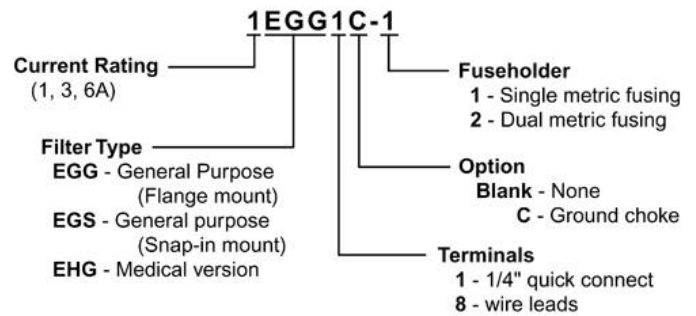 1EGG1C-1
Current Rating
(1, 3, 6A)
Filter Type
EGG - General Purpose
(Flange mount)
EGS - General purpose
(Snap-in mount)
EHG - Medical version
Fuseholder
1 - Single metric fusing
2 - Dual metric fusing
Option
Blank - None
C - Ground choke
Terminals
1 - 1/4" quick connect
8 - wire leads